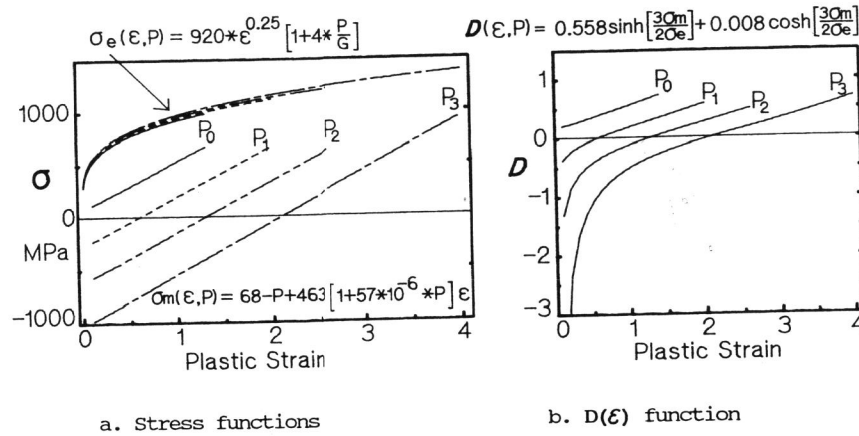 σe(ε,P) = 920*ε^0.25 [1+4*P/G]
1000
σ
0
MPa
-1000
P0
P1
P2
P3
σm(ε,P) = 68-P+463[1+57*10^-6 *P]ε
0 1 2 3 4
Plastic Strain
a. Stress functions
D(ε,P) = 0.558sinh[3σm/2σe]+0.008cosh[3σm/2σe]
1
0
D
-1
-2
-3
P0
P1
P2
P3
0 1 2 3 4
Plastic Strain
b. D(ε) function